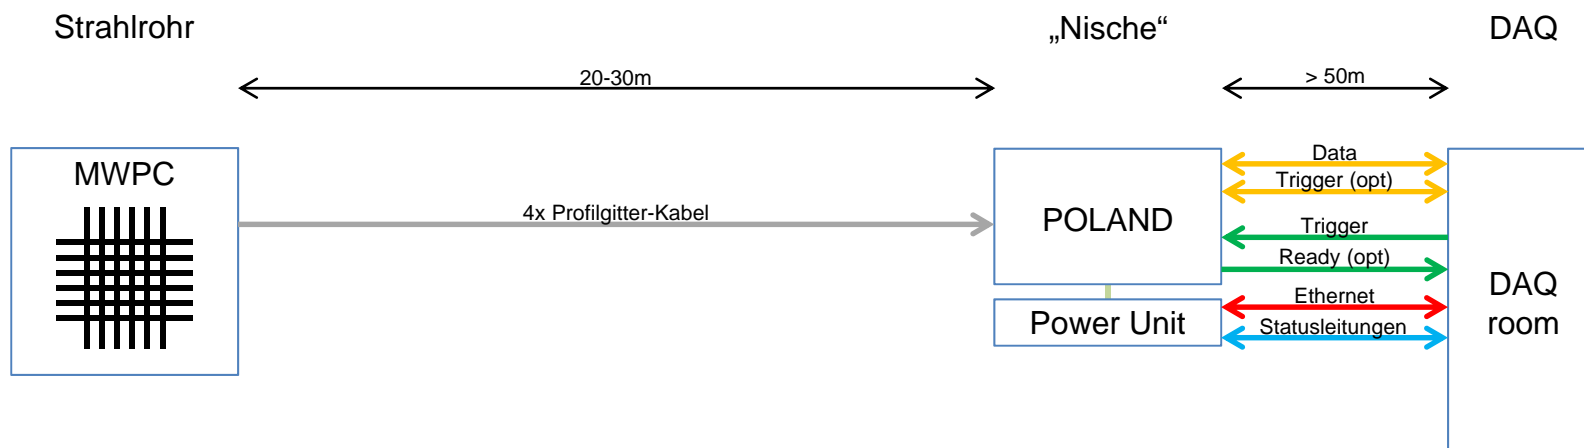 Strahlrohr
„Nische“
DAQ
20-30m
> 50m
MWPC
4x Profilgitter-Kabel
POLAND
Power Unit
Data
Trigger (opt)
Trigger
Ready (opt)
Ethernet
Statusleitungen
DAQ
room